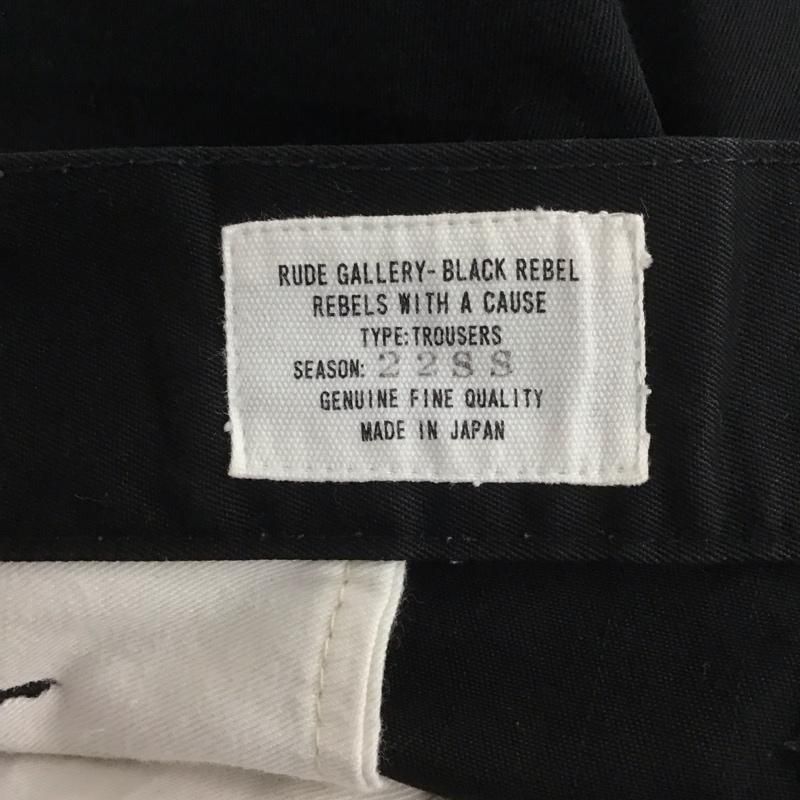 RUDE GALLERY-BLACK REBEL
REBELS WITH A CAUSE
TYPE:TROUSERS
SEASON: 22SS
GENUINE FINE QUALITY
MADE IN JAPAN